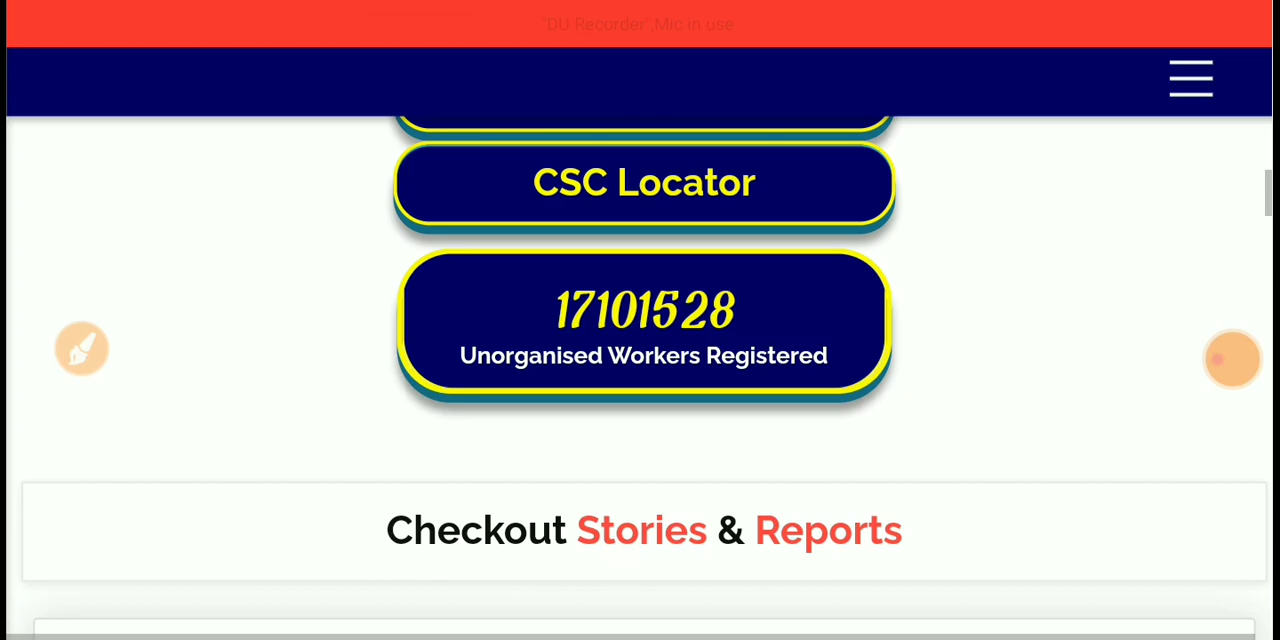 "DU Recorder",Mic in use
CSC Locator
17101528
Unorganised Workers Registered
Checkout Stories & Reports